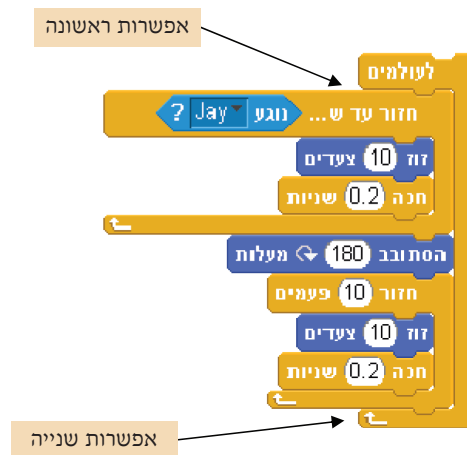 אפשרות ראשונה
לעולמים
חזור עד ש... נוגע Jay ?
זוז 10 צעדים
חכה 0.2 שניות
הסתובב 180 מעלות
חזור 10 פעמים
זוז 10 צעדים
חכה 0.2 שניות
אפשרות שנייה